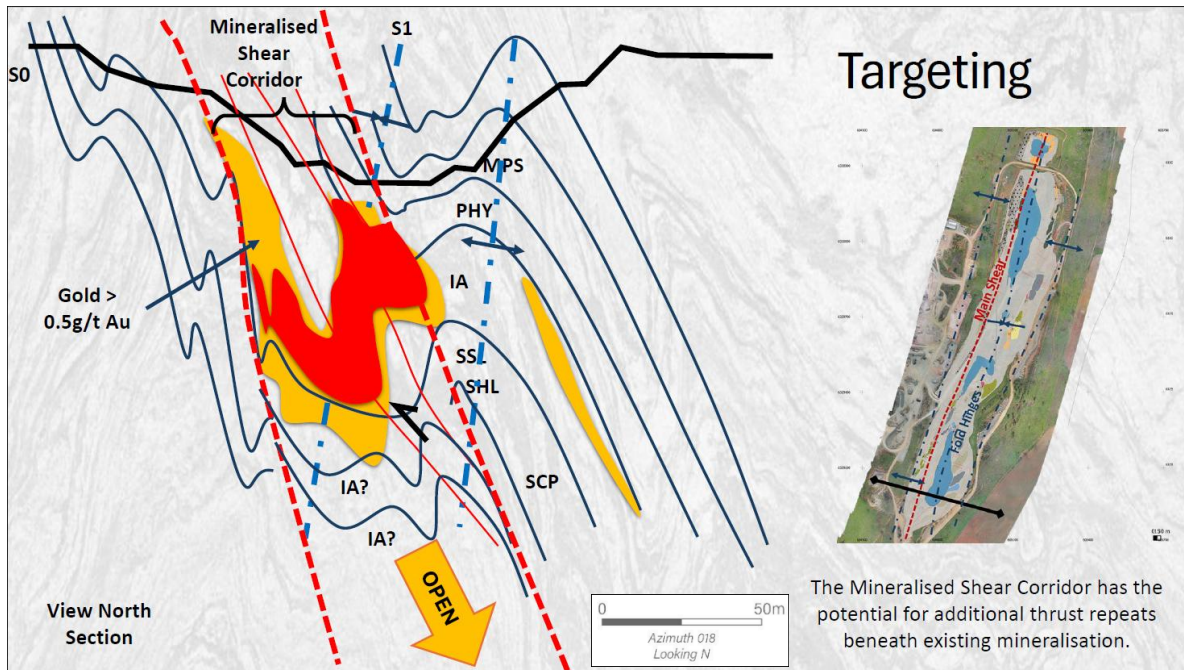 Targeting
Mineralised
Shear
Corridor
S1
S0
MPS
PHY
IA
Gold >
0.5g/t Au
SSL
SHL
SCP
IA?
IA?
OPEN
View North
Section
0 50m
Azimuth 018
Looking N
Main Shear
Fold Hinges
The Mineralised Shear Corridor has the
potential for additional thrust repeats
beneath existing mineralisation.